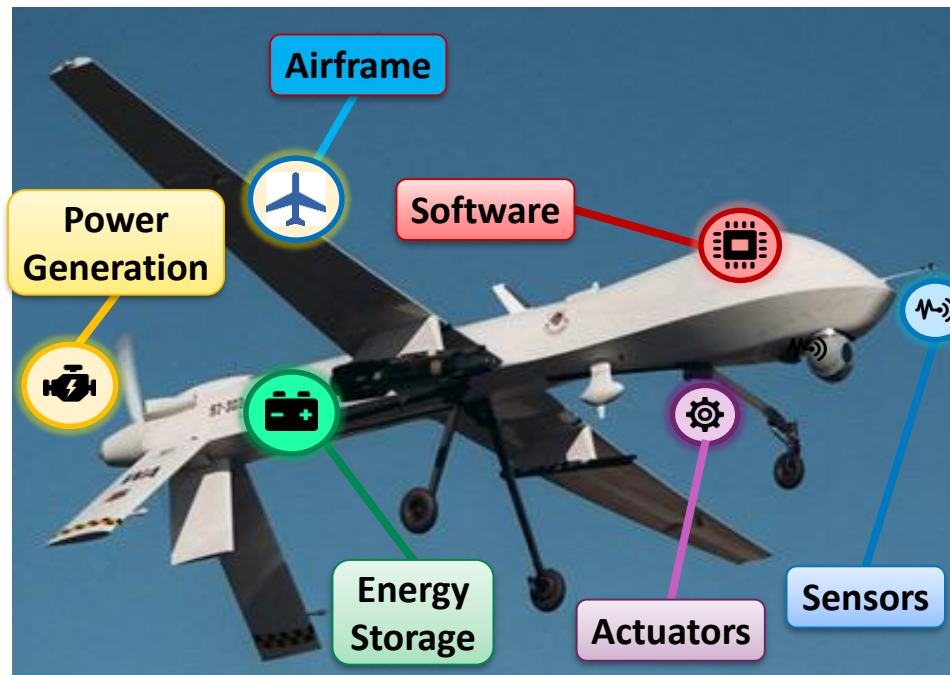 Airframe
Software
Power
Generation
Energy
Storage
Actuators
Sensors